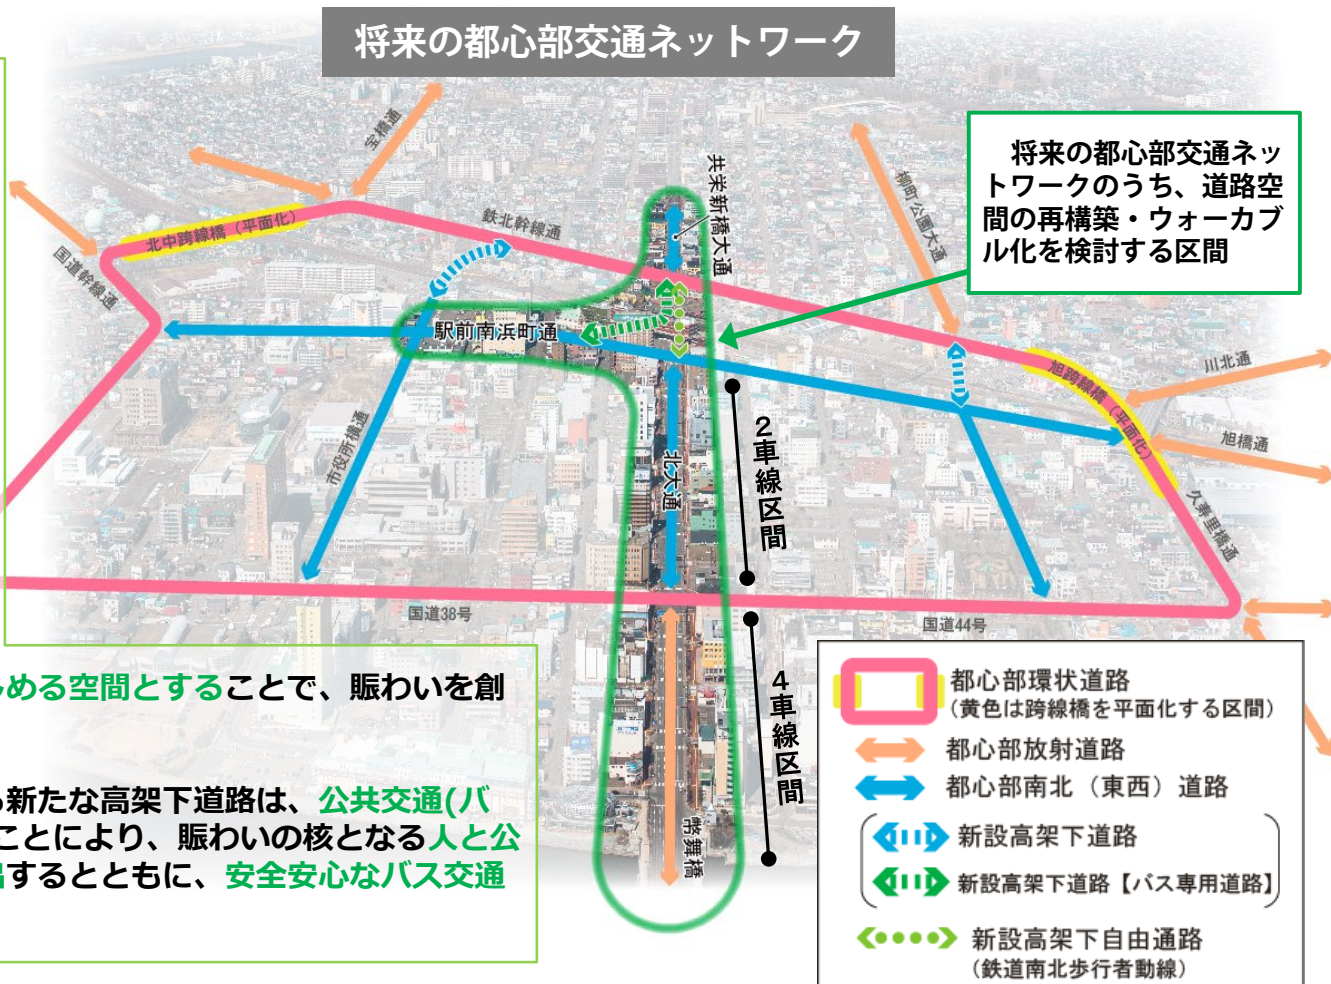 将来の都心部交通ネットワーク
将来の都心部交通ネッ
トワークのうち、道路空
間の再構築・ウォーカブ
ル化を検討する区間
宝橋通
共栄新橋大通
柳町公園大通
鉄北幹線通
北中跨線橋（平面化）
国道幹線通
駅前南浜町通
旭跨線橋（平面化）
川北通
旭橋通
久寿里橋通
市役所横通
北大通
２車線区間
国道38号
国道44号
４車線区間
幣舞橋
める空間とすることで、賑わいを創
新たな高架下道路は、公共交通(バ
ことにより、賑わいの核となる人と公
するとともに、安全安心なバス交通
都心部環状道路
（黄色は跨線橋を平面化する区間）
都心部放射道路
都心部南北（東西）道路
新設高架下道路
新設高架下道路【バス専用道路】
新設高架下自由通路
（鉄道南北歩行者動線）